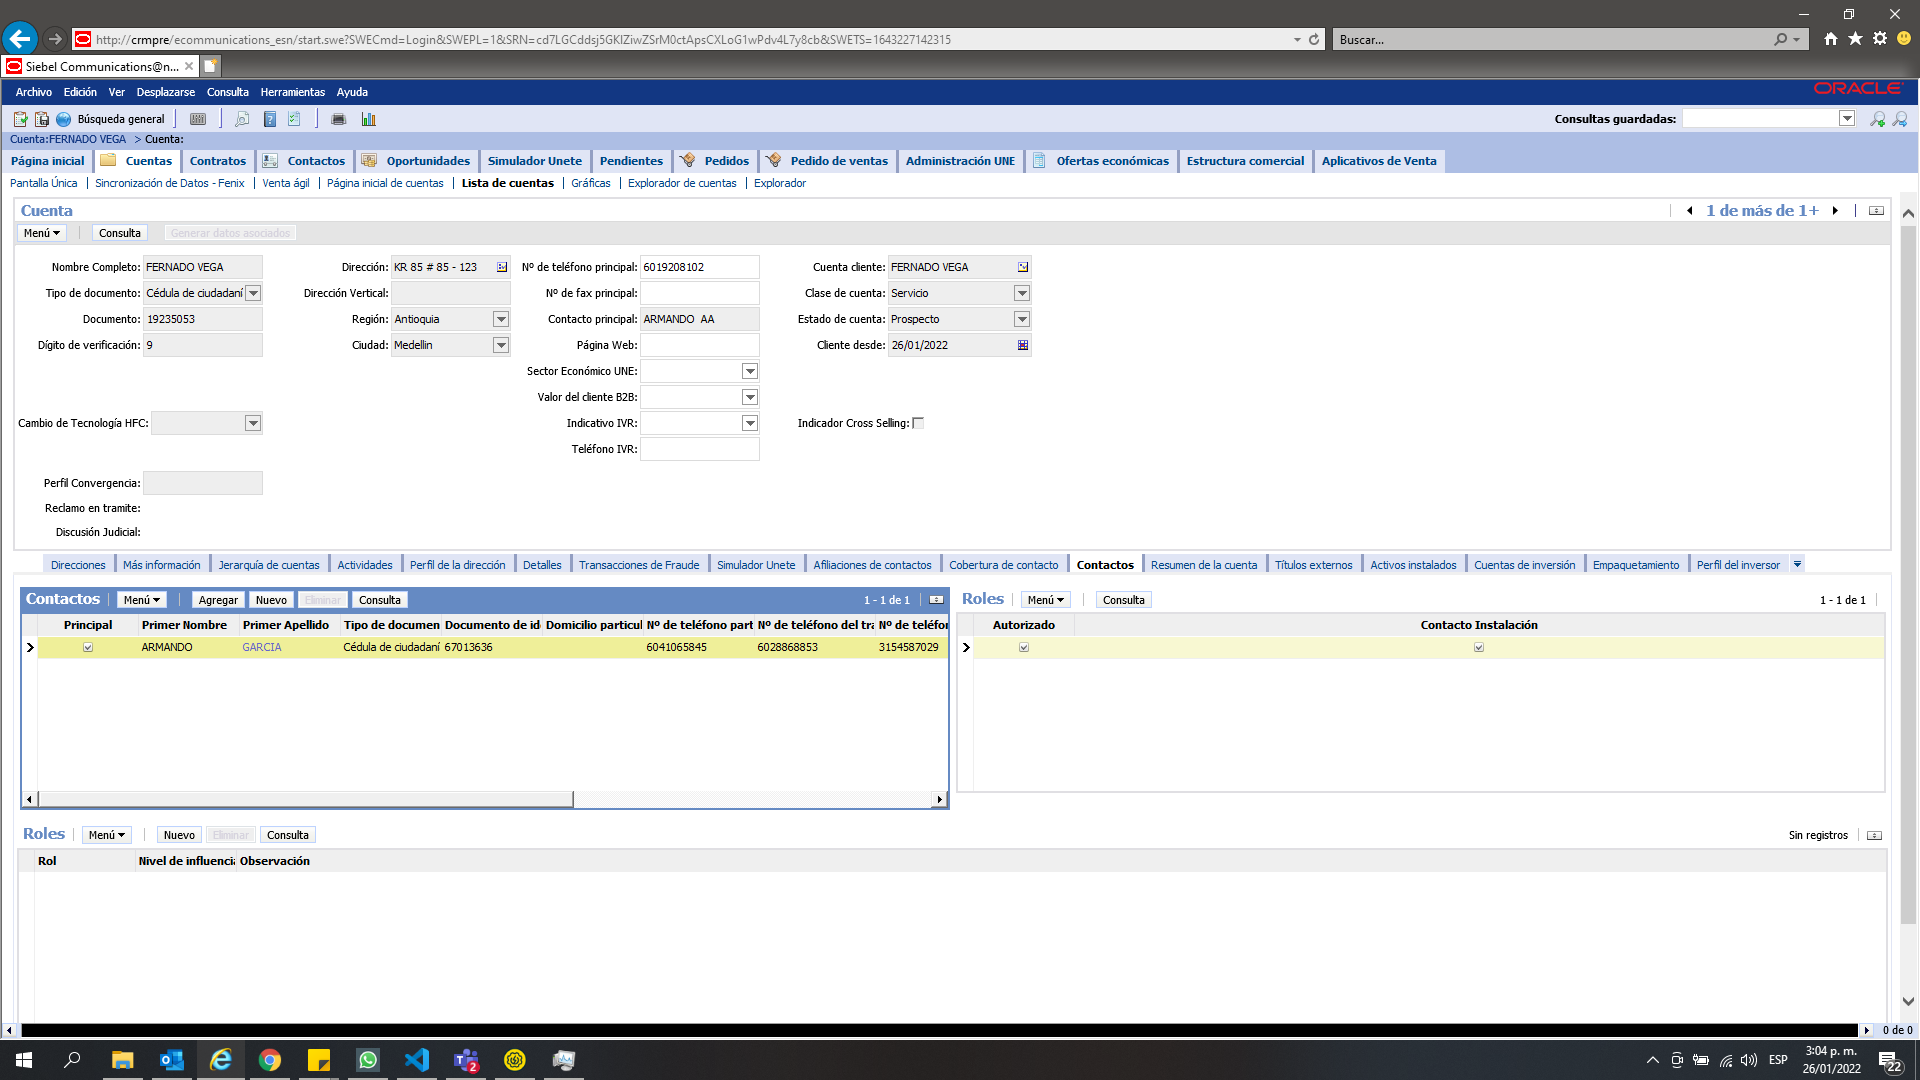 http://crmpre/ecommunications_esn/start.swe?SWECmd=Login&SWEPL=1&SRN=cd7LGCddsj5GKIZiwZSrM0ctApsCXLoG1wPdv4L7y8cb&SWETS=1643227142315
Buscar...
Siebel Communications@n...
Archivo Edición Ver Desplazarse Consulta Herramientas Ayuda
ORACLE
Búsqueda general
Consultas guardadas:
Cuenta:FERNADO VEGA > Cuenta:
Página inicial Cuentas Contratos Contactos Oportunidades Simulador Unete Pendientes Pedidos Pedido de ventas Administración UNE Ofertas económicas Estructura comercial Aplicativos de Venta
Pantalla Única Sincronización de Datos - Fenix Venta ágil Página inicial de cuentas Lista de cuentas Gráficas Explorador de cuentas Explorador
Cuenta
1 de más de 1+
Menú Consulta Generar datos asociados
Nombre Completo: FERNADO VEGA Dirección: KR 85 # 85 - 123 Nº de teléfono principal: 6019208102 Cuenta cliente: FERNADO VEGA
Tipo de documento: Cédula de ciudadaní Dirección Vertical: Nº de fax principal: Clase de cuenta: Servicio
Documento: 19235053 Región: Antioquia Contacto principal: ARMANDO AA Estado de cuenta: Prospecto
Dígito de verificación: 9 Ciudad: Medellin Página Web: Cliente desde: 26/01/2022
Sector Económico UNE:
Valor del cliente B2B:
Cambio de Tecnología HFC: Indicativo IVR: Indicador Cross Selling:
Teléfono IVR:
Perfil Convergencia:
Reclamo en tramite:
Discusión Judicial:
Direcciones Más información Jerarquía de cuentas Actividades Perfil de la dirección Detalles Transacciones de Fraude Simulador Unete Afiliaciones de contactos Cobertura de contacto Contactos Resumen de la cuenta Títulos externos Activos instalados Cuentas de inversión Empaquetamiento Perfil del inversor
Contactos Menú Agregar Nuevo Eliminar Consulta 1 - 1 de 1
Principal Primer Nombre Primer Apellido Tipo de documen Documento de id Domicilio particul Nº de teléfono part Nº de teléfono del tra Nº de teléfon
ARMANDO GARCIA Cédula de ciudadaní 67013636 6041065845 6028868853 3154587029
Roles Menú Consulta 1 - 1 de 1
Autorizado Contacto Instalación
Roles Menú Nuevo Eliminar Consulta Sin registros
Rol Nivel de influencia Observación
0 de 0
2
ESP
3:04 p. m.
26/01/2022
22